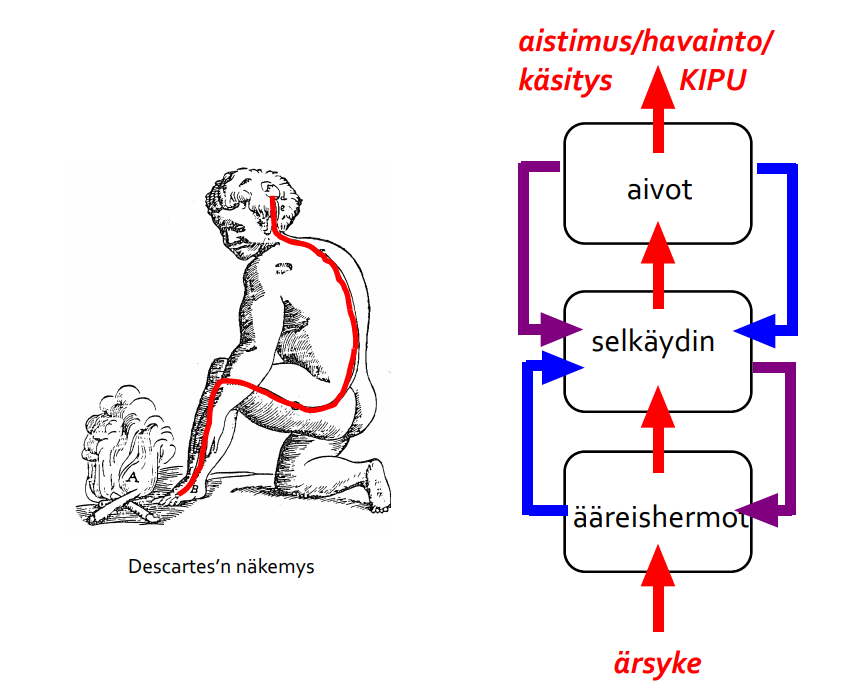 aistimus/havainto/
käsitys KIPU
aivot
selkäydin
ääreishermot
ärsyke
A
B
Descartes’n näkemys